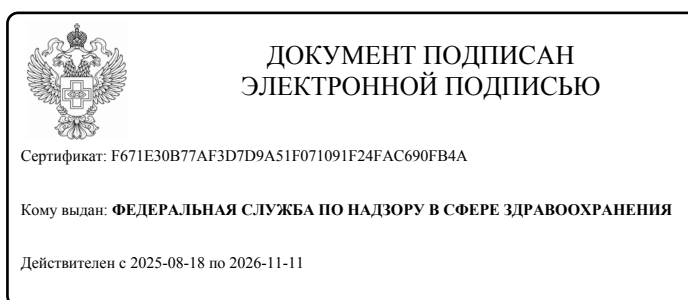 ДОКУМЕНТ ПОДПИСАН
ЭЛЕКТРОННОЙ ПОДПИСЬЮ
Сертификат: F671E30B77AF3D7D9A51F071091F24FAC690FB4A
Кому выдан: ФЕДЕРАЛЬНАЯ СЛУЖБА ПО НАДЗОРУ В СФЕРЕ ЗДРАВООХРАНЕНИЯ
Действителен с 2025-08-18 по 2026-11-11